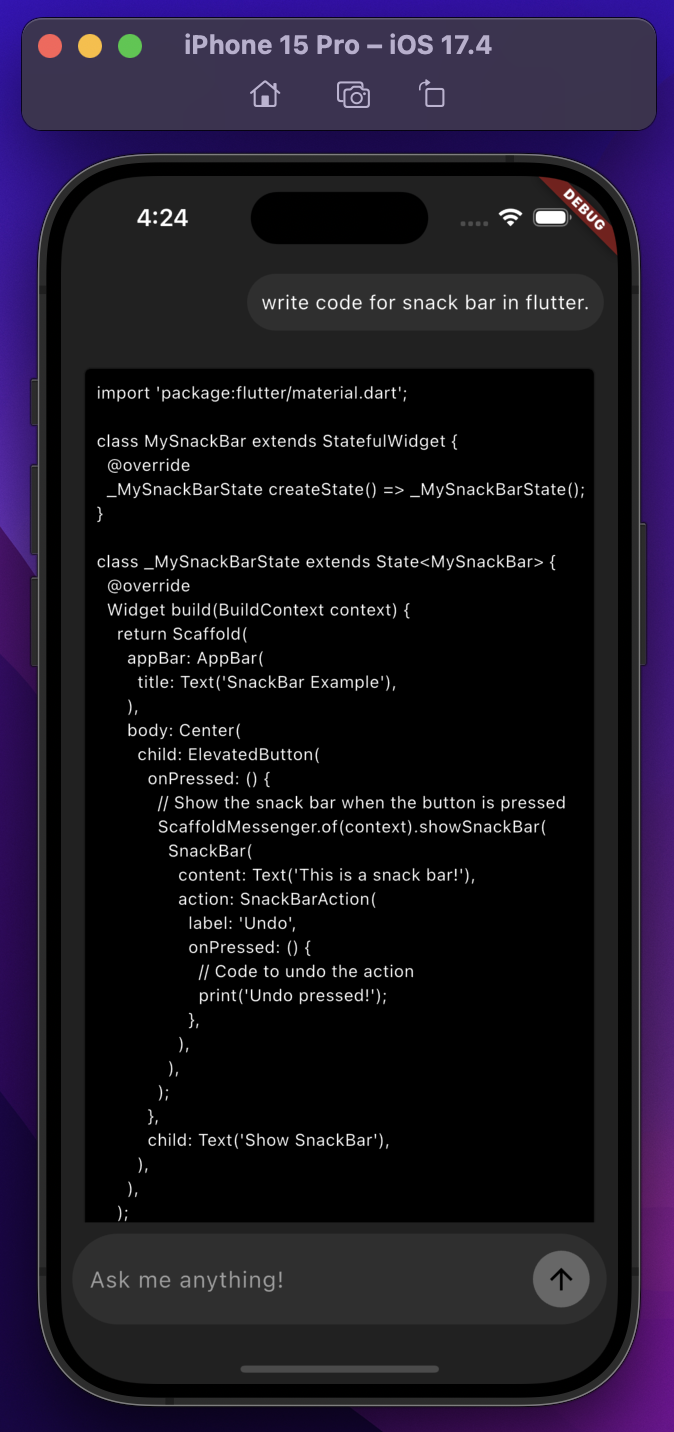 iPhone 15 Pro – iOS 17.4
4:24
DEBUG
write code for snack bar in flutter.
import 'package:flutter/material.dart';
class MySnackBar extends StatefulWidget {
@override
_MySnackBarState createState() => _MySnackBarState();
}
class _MySnackBarState extends State<MySnackBar> {
@override
Widget build(BuildContext context) {
return Scaffold(
appBar: AppBar(
title: Text('SnackBar Example'),
),
body: Center(
child: ElevatedButton(
onPressed: () {
// Show the snack bar when the button is pressed
ScaffoldMessenger.of(context).showSnackBar(
SnackBar(
content: Text('This is a snack bar!'),
action: SnackBarAction(
label: 'Undo',
onPressed: () {
// Code to undo the action
print('Undo pressed!');
},
),
),
);
},
child: Text('Show SnackBar'),
),
),
);
Ask me anything!